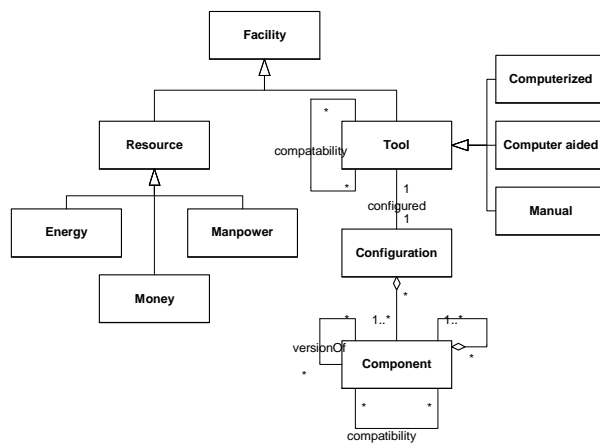 Facility
Computerized
*
Resource
Tool
Computer aided
compatability
*
1
configured
1
Energy
Manpower
Manual
Configuration
*
Money
*
1..*
1..*
versionOf
Component
*
*
*
*
compatibility